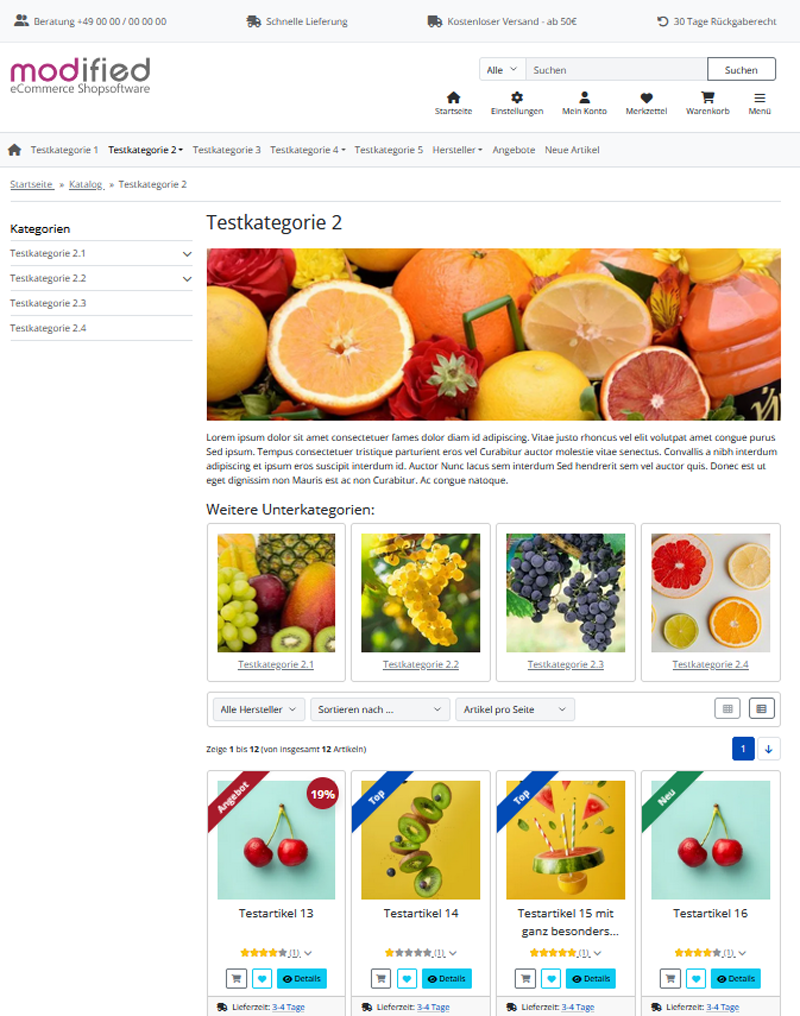 Beratung +49 00 00 / 00 00 00 Schnelle Lieferung Kostenloser Versand - ab 50€ 30 Tage Rückgaberecht
modified
eCommerce Shopsoftware
Alle Suchen Suchen
Startseite Einstellungen Mein Konto Merkzettel Warenkorb Menü
Testkategorie 1 Testkategorie 2 Testkategorie 3 Testkategorie 4 Testkategorie 5 Hersteller Angebote Neue Artikel
Startseite » Katalog » Testkategorie 2
Kategorien
Testkategorie 2.1
Testkategorie 2.2
Testkategorie 2.3
Testkategorie 2.4
Testkategorie 2
Lorem ipsum dolor sit amet consectetuer fames dolor diam id adipiscing. Vitae justo rhoncus vel elit volutpat amet congue purus
Sed ipsum. Tempus consectetuer tristique parturient eros vel Curabitur auctor molestie vitae senectus. Convallis a nibh interdum
adipiscing et ipsum eros suscipit interdum id. Auctor Nunc lacus sem interdum Sed hendrerit sem vel auctor quis. Donec est ut
eget dignissim non Mauris est ac non Curabitur. Ac congue natoque.
Weitere Unterkategorien:
Testkategorie 2.1 Testkategorie 2.2 Testkategorie 2.3 Testkategorie 2.4
Alle Hersteller Sortieren nach ... Artikel pro Seite
Zeige 1 bis 12 (von insgesamt 12 Artikeln) 1
Angebot 19% Top Top Neu
Testartikel 13 Testartikel 14 Testartikel 15 mit Testartikel 16
ganz besonders...
(1) (1) (1) (1)
Details Details Details Details
Lieferzeit: 3-4 Tage Lieferzeit: 3-4 Tage Lieferzeit: 3-4 Tage Lieferzeit: 3-4 Tage